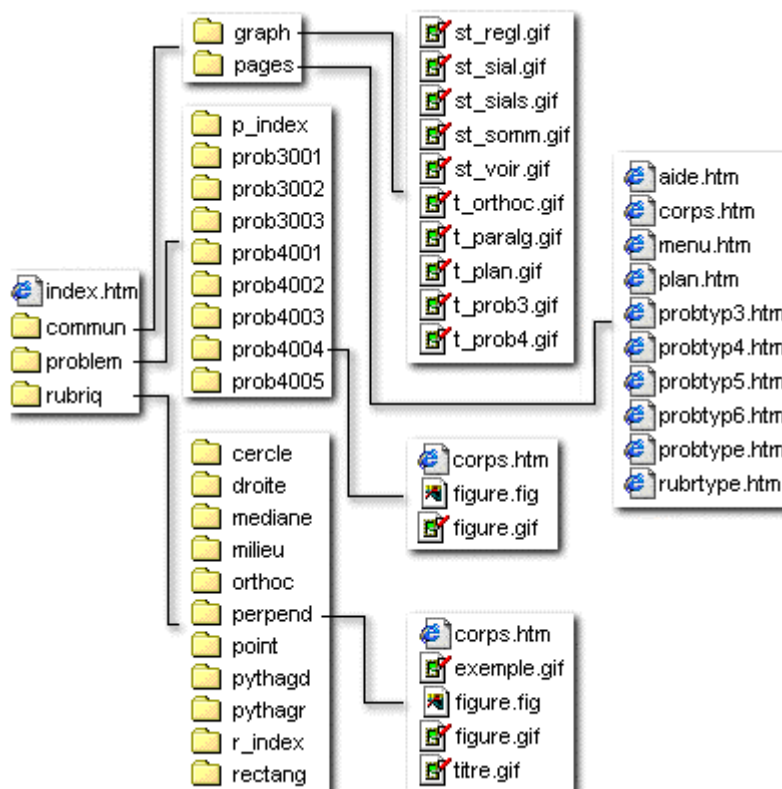 index.htm
commun
problem
rubriq
graph
pages
p_index
prob3001
prob3002
prob3003
prob4001
prob4002
prob4003
prob4004
prob4005
cercle
droite
mediane
milieu
orthoc
perpend
point
pythagd
pythagr
r_index
rectang
st_regl.gif
st_sial.gif
st_sials.gif
st_somm.gif
st_voir.gif
t_orthoc.gif
t_paralg.gif
t_plan.gif
t_prob3.gif
t_prob4.gif
corps.htm
figure.fig
figure.gif
corps.htm
exemple.gif
figure.fig
figure.gif
titre.gif
aide.htm
corps.htm
menu.htm
plan.htm
probtyp3.htm
probtyp4.htm
probtyp5.htm
probtyp6.htm
probtype.htm
rubrtype.htm